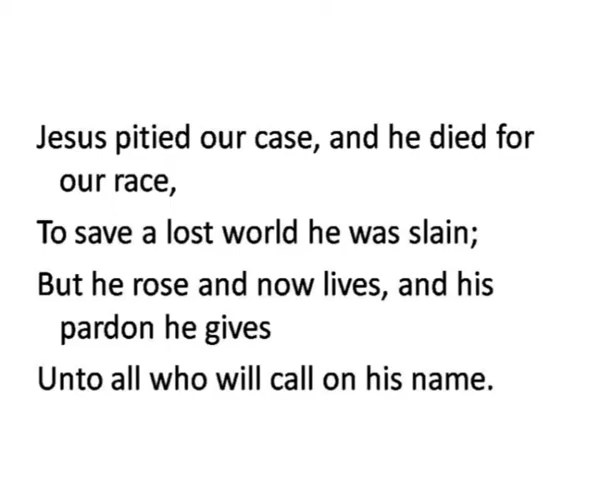 Jesus pitied our case, and he died for
our race,
To save a lost world he was slain;
But he rose and now lives, and his
pardon he gives
Unto all who will call on his name.